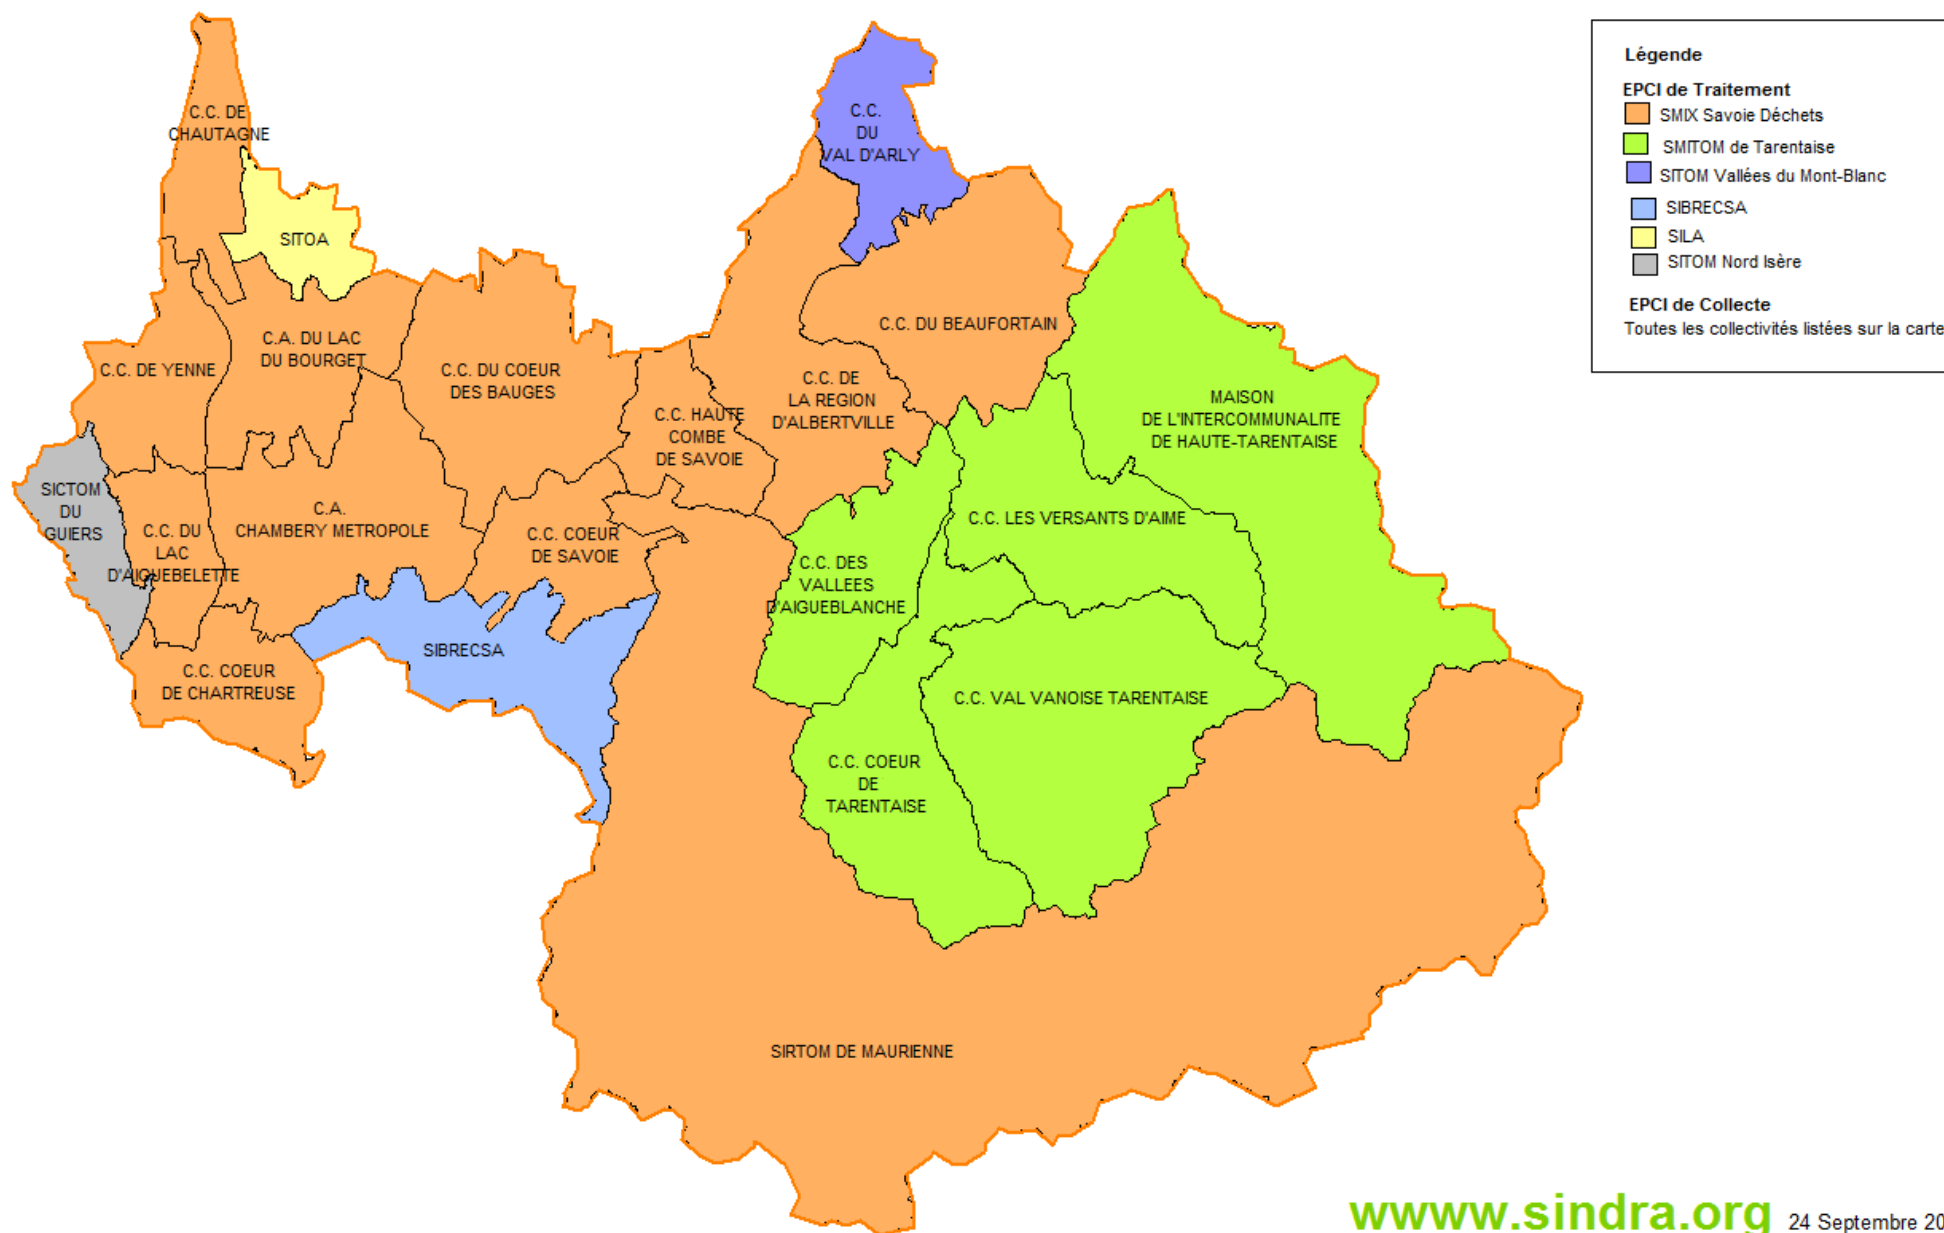 C.C. DE
CHAUTAGNE
SITOA
C.C.
DU
VAL D'ARLY
C.C. DE YENNE
C.A. DU LAC
DU BOURGET
C.C. DU COEUR
DES BAUGES
C.C. DU BEAUFORTAIN
C.C. HAUTE
COMBE
DE SAVOIE
C.C. DE
LA REGION
D'ALBERTVILLE
MAISON
DE L'INTERCOMMUNALITE
DE HAUTE-TARENTAISE
SICTOM
DU
GUIERS
C.C. DU
LAC
D'AIGUEBELETTE
C.A.
CHAMBERY METROPOLE
C.C. COEUR
DE SAVOIE
C.C. LES VERSANTS D'AIME
C.C. DES
VALLEES
D'AIGUEBLANCHE
C.C. COEUR
DE CHARTREUSE
SIBRECSA
C.C. VAL VANOISE TARENTAISE
C.C. COEUR
DE
TARENTAISE
SIRTOM DE MAURIENNE
Légende
EPCI de Traitement
SMIX Savoie Déchets
SMITOM de Tarentaise
SITOM Vallées du Mont-Blanc
SIBRECSA
SILA
SITOM Nord Isère
EPCI de Collecte
Toutes les collectivités listées sur la carte
wwww.sindra.org 24 Septembre 20